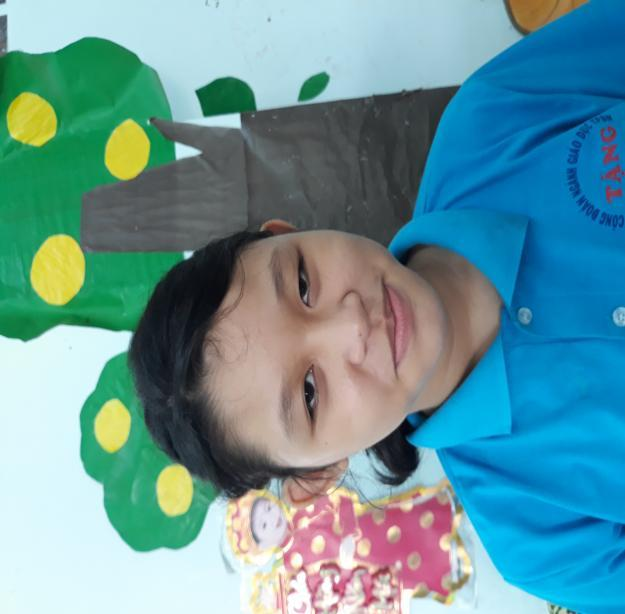 CÔNG ĐOÀN NGÀNH GIÁO DỤC
TẶNG